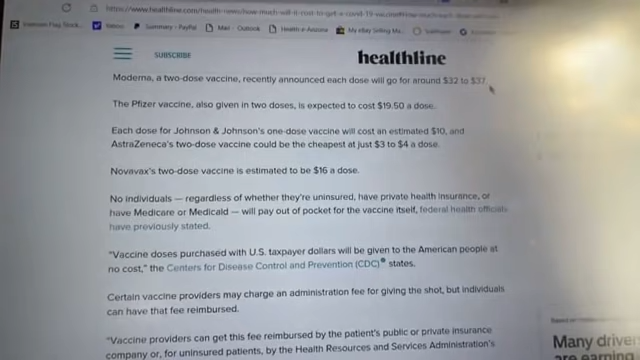 https://www.healthline.com/health-news/how-much-will-it-cost-to-get-a-covid-19-vaccine
Yahoo
Summary - PayPal
Mail - Outlook
Health-e-Arizona
My eBay Selling Ma...
SUBSCRIBE
healthline
Moderna, a two-dose vaccine, recently announced each dose will go for around $32 to $37.
The Pfizer vaccine, also given in two doses, is expected to cost $19.50 a dose.
Each dose for Johnson & Johnson's one-dose vaccine will cost an estimated $10, and
AstraZeneca's two-dose vaccine could be the cheapest at just $3 to $4 a dose.
Novavax's two-dose vaccine is estimated to be $16 a dose.
No individuals — regardless of whether they're uninsured, have private health insurance, or
have Medicare or Medicaid — will pay out of pocket for the vaccine itself, federal health officials
have previously stated.
"Vaccine doses purchased with U.S. taxpayer dollars will be given to the American people at
no cost," the Centers for Disease Control and Prevention (CDC) states.
Certain vaccine providers may charge an administration fee for giving the shot, but individuals
can have that fee reimbursed.
"Vaccine providers can get this fee reimbursed by the patient's public or private insurance
company or, for uninsured patients, by the Health Resources and Services Administration's
Many drive
are earning